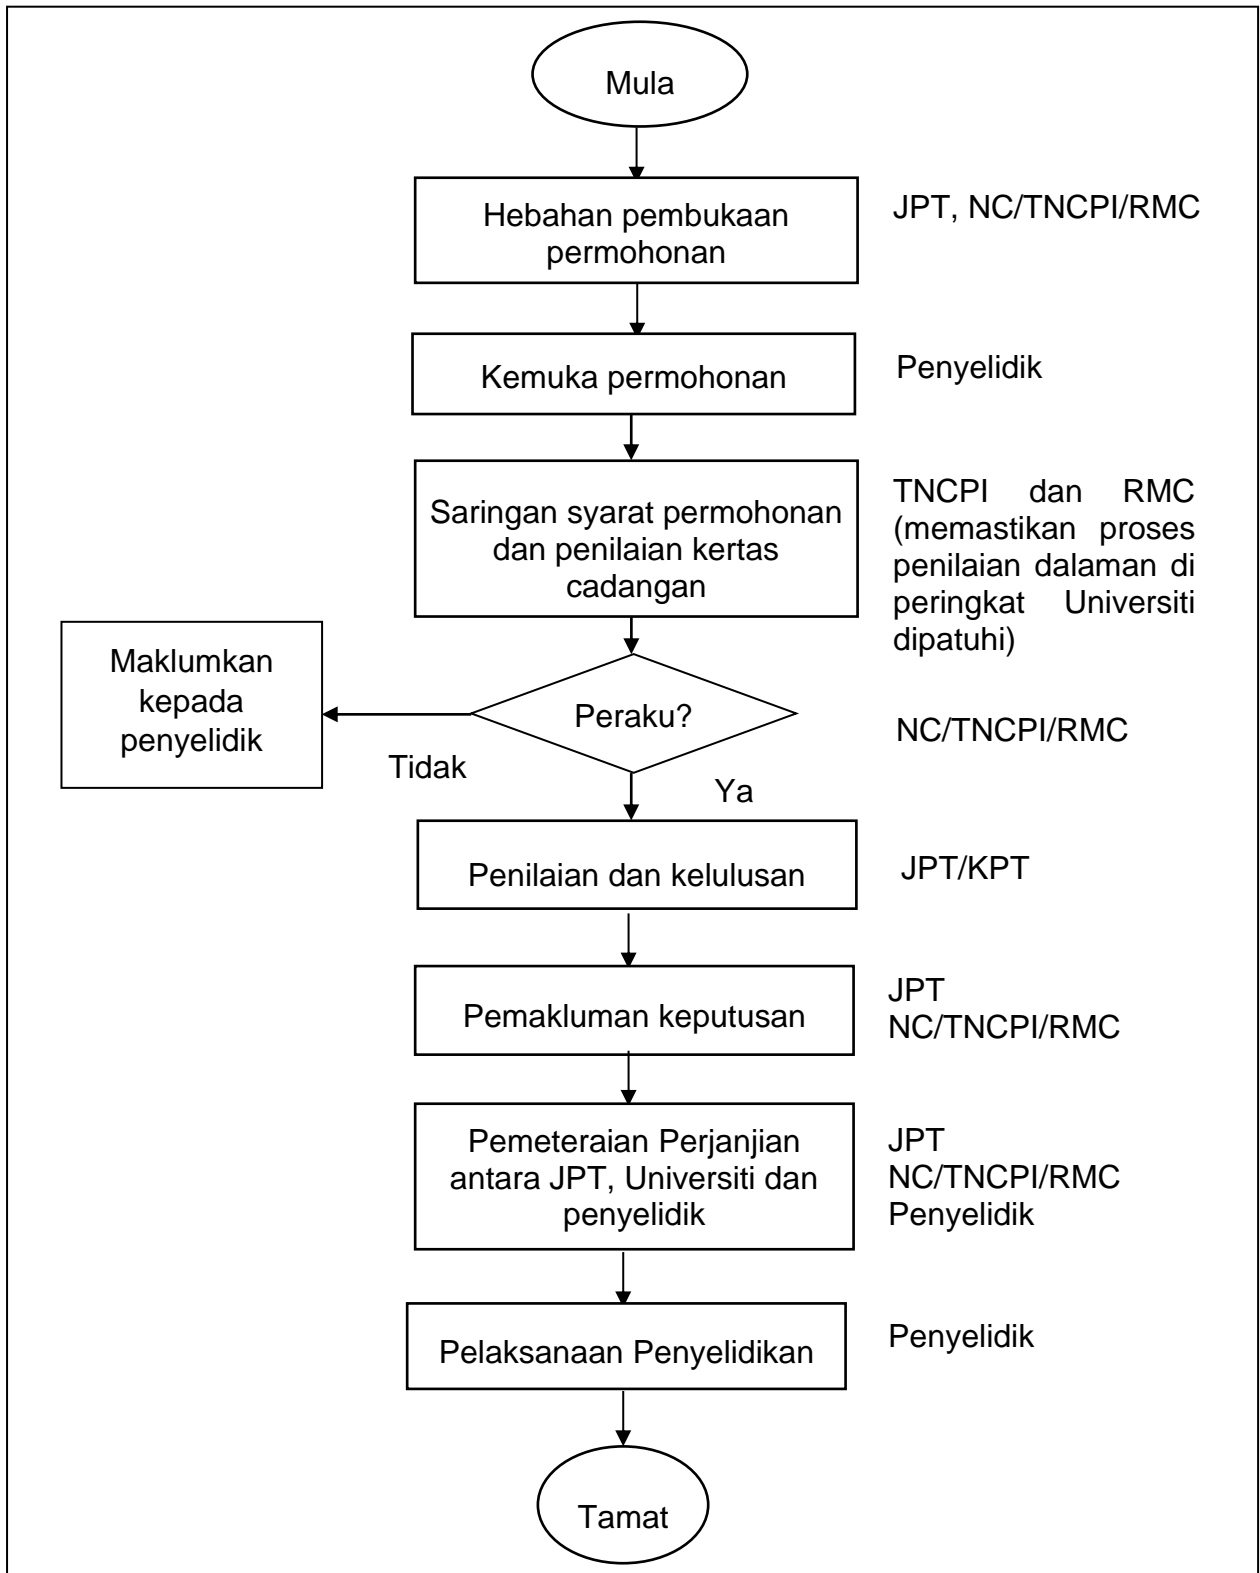 Mula
Hebahan pembukaan
permohonan
JPT, NC/TNCPI/RMC
Kemuka permohonan
Penyelidik
Saringan syarat permohonan
dan penilaian kertas
cadangan
TNCPI dan RMC
(memastikan proses
penilaian dalaman di
peringkat Universiti
dipatuhi)
Maklumkan
kepada
penyelidik
Peraku?
NC/TNCPI/RMC
Tidak
Ya
Penilaian dan kelulusan
JPT/KPT
Pemakluman keputusan
JPT
NC/TNCPI/RMC
Pemeteraian Perjanjian
antara JPT, Universiti dan
penyelidik
JPT
NC/TNCPI/RMC
Penyelidik
Pelaksanaan Penyelidikan
Penyelidik
Tamat